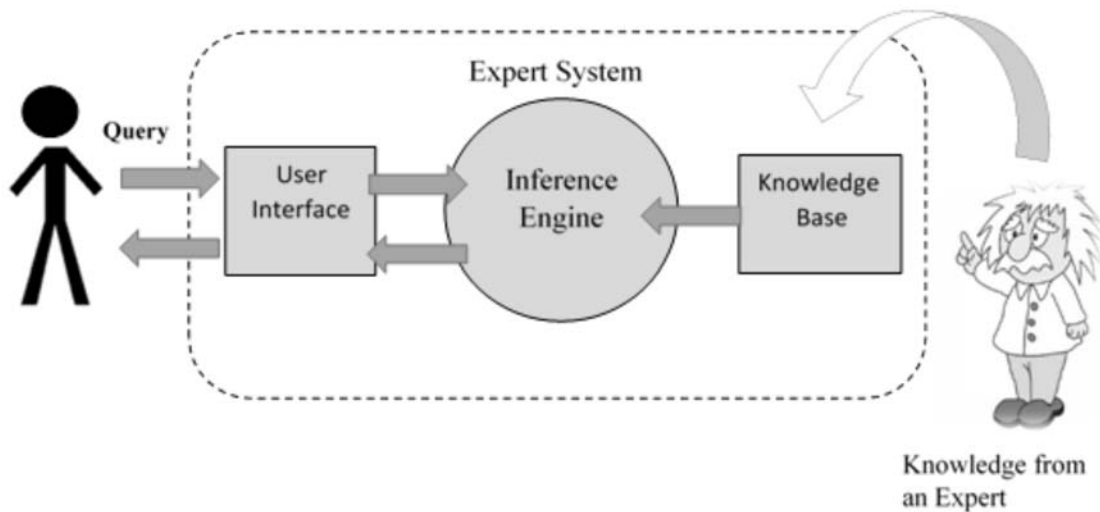 Expert System
Query
User
Interface
Inference
Engine
Knowledge
Base
Knowledge from
an Expert